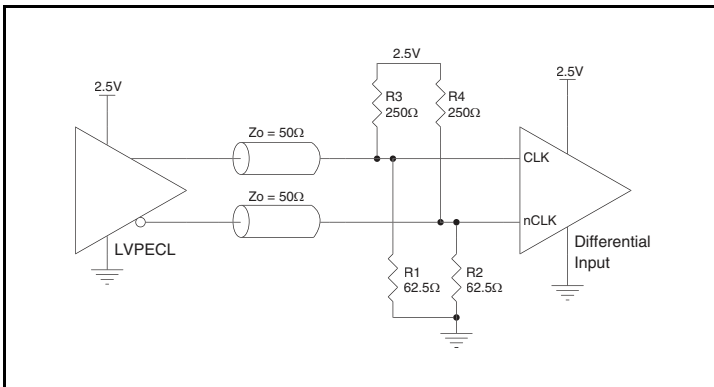 2.5V
2.5V
2.5V
R3
250Ω
R4
250Ω
Zo = 50Ω
CLK
Zo = 50Ω
nCLK
LVPECL
Differential
Input
R1
62.5Ω
R2
62.5Ω